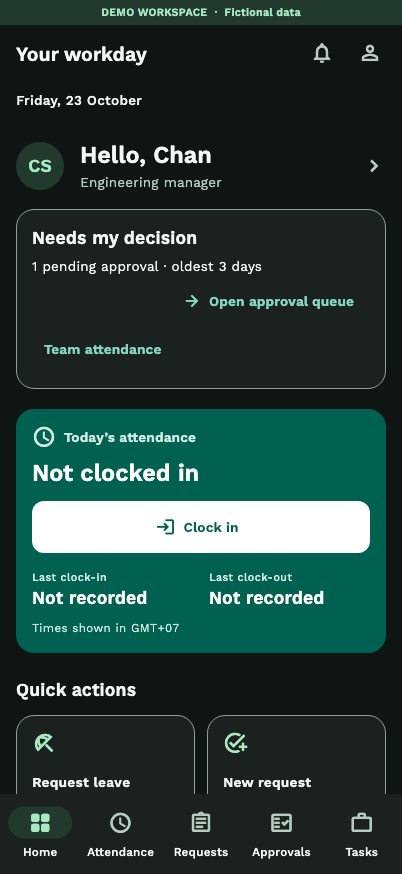 DEMO WORKSPACE · Fictional data
Your workday
Friday, 23 October
CS
Hello, Chan
Engineering manager
Needs my decision
1 pending approval · oldest 3 days
Open approval queue
Team attendance
Today’s attendance
Not clocked in
Clock in
Last clock-in
Last clock-out
Not recorded
Not recorded
Times shown in GMT+07
Quick actions
Request leave
New request
Home
Attendance
Requests
Approvals
Tasks